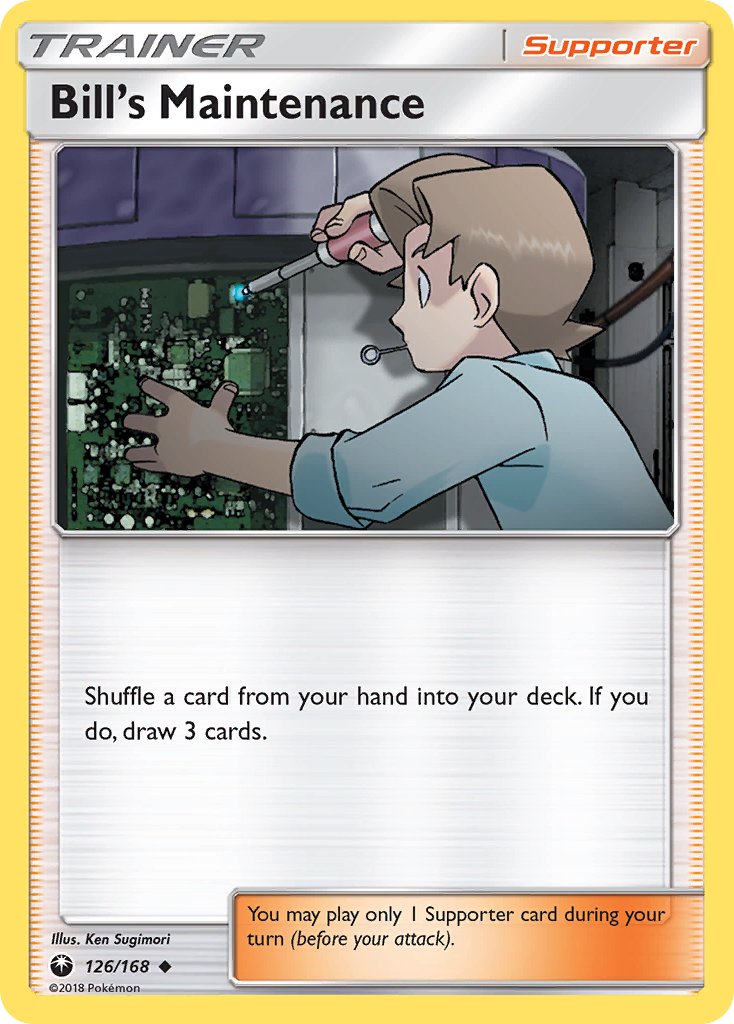 TRAINER
Supporter
Bill's Maintenance
Shuffle a card from your hand into your deck. If you
do, draw 3 cards.
You may play only 1 Supporter card during your
turn (before your attack).
Illus. Ken Sugimori
126/168
©2018 Pokémon